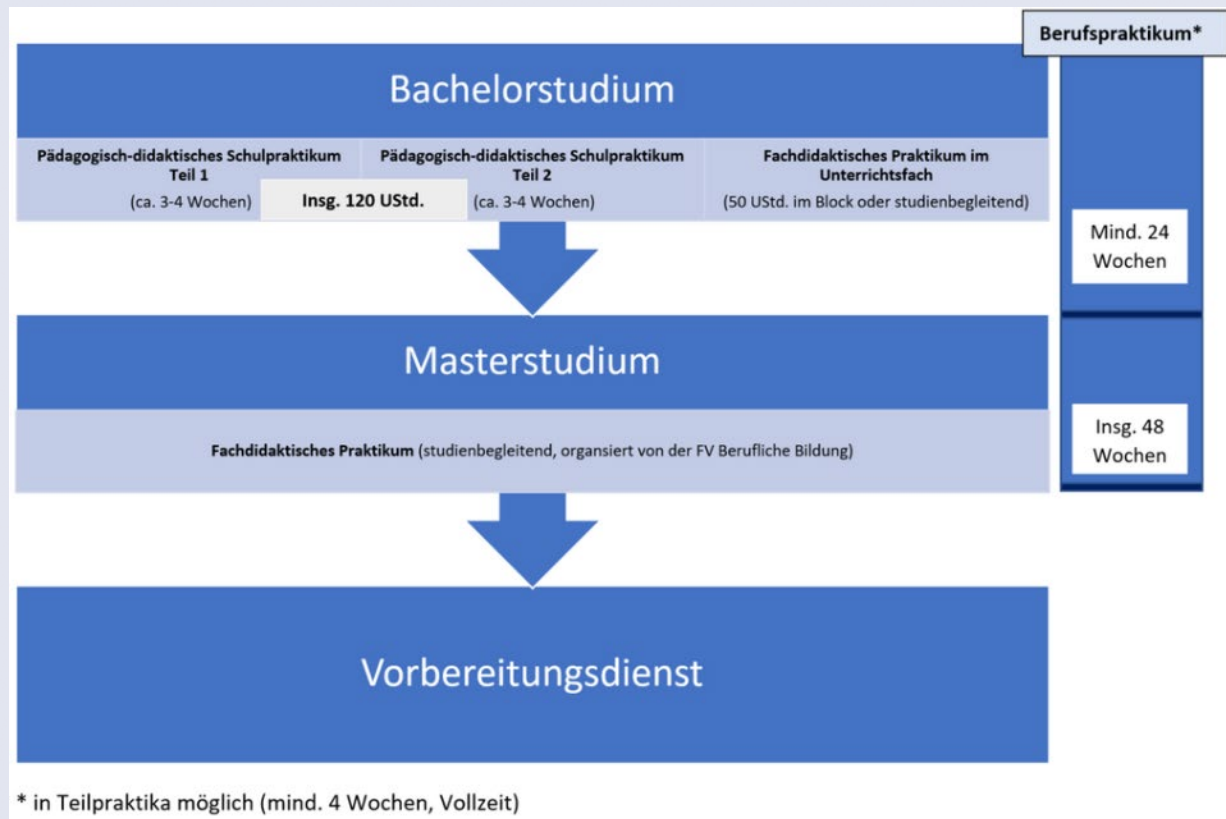 Berufspraktikum*
Bachelorstudium
Pädagogisch-didaktisches Schulpraktikum
Teil 1
(ca. 3-4 Wochen)
Insg. 120 UStd.
Pädagogisch-didaktisches Schulpraktikum
Teil 2
(ca. 3-4 Wochen)
Fachdidaktisches Praktikum im
Unterrichtsfach
(50 UStd. im Block oder studienbegleitend)
Mind. 24
Wochen
Masterstudium
Fachdidaktisches Praktikum (studienbegleitend, organsiert von der FV Berufliche Bildung)
Insg. 48
Wochen
Vorbereitungsdienst
* in Teilpraktika möglich (mind. 4 Wochen, Vollzeit)